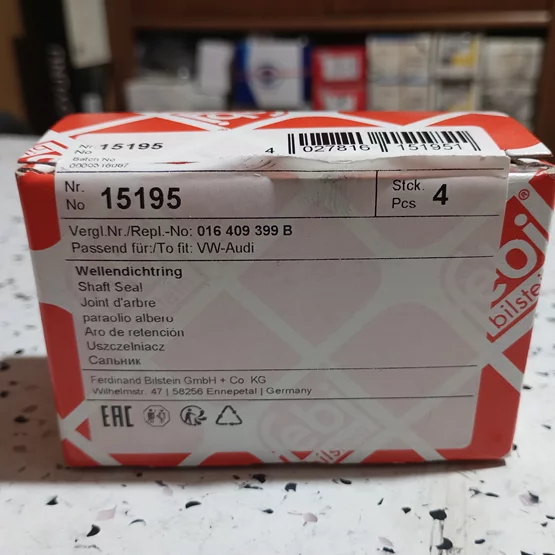 Nr.
No 15195
Batch No
4 027816 151951
Nr.
No 15195
Stck.
Pcs 4
Vergl.Nr./Repl.-No: 016 409 399 B
Passend für:/To fit: VW-Audi
Wellendichtring
Shaft Seal
Joint d'arbre
paraolio albero
Aro de retención
Uszczelniacz
Сальник
Ferdinand Bilstein GmbH + Co. KG
Wilhelmstr. 47 | 58256 Ennepetal | Germany
EAC
febi
bilstein